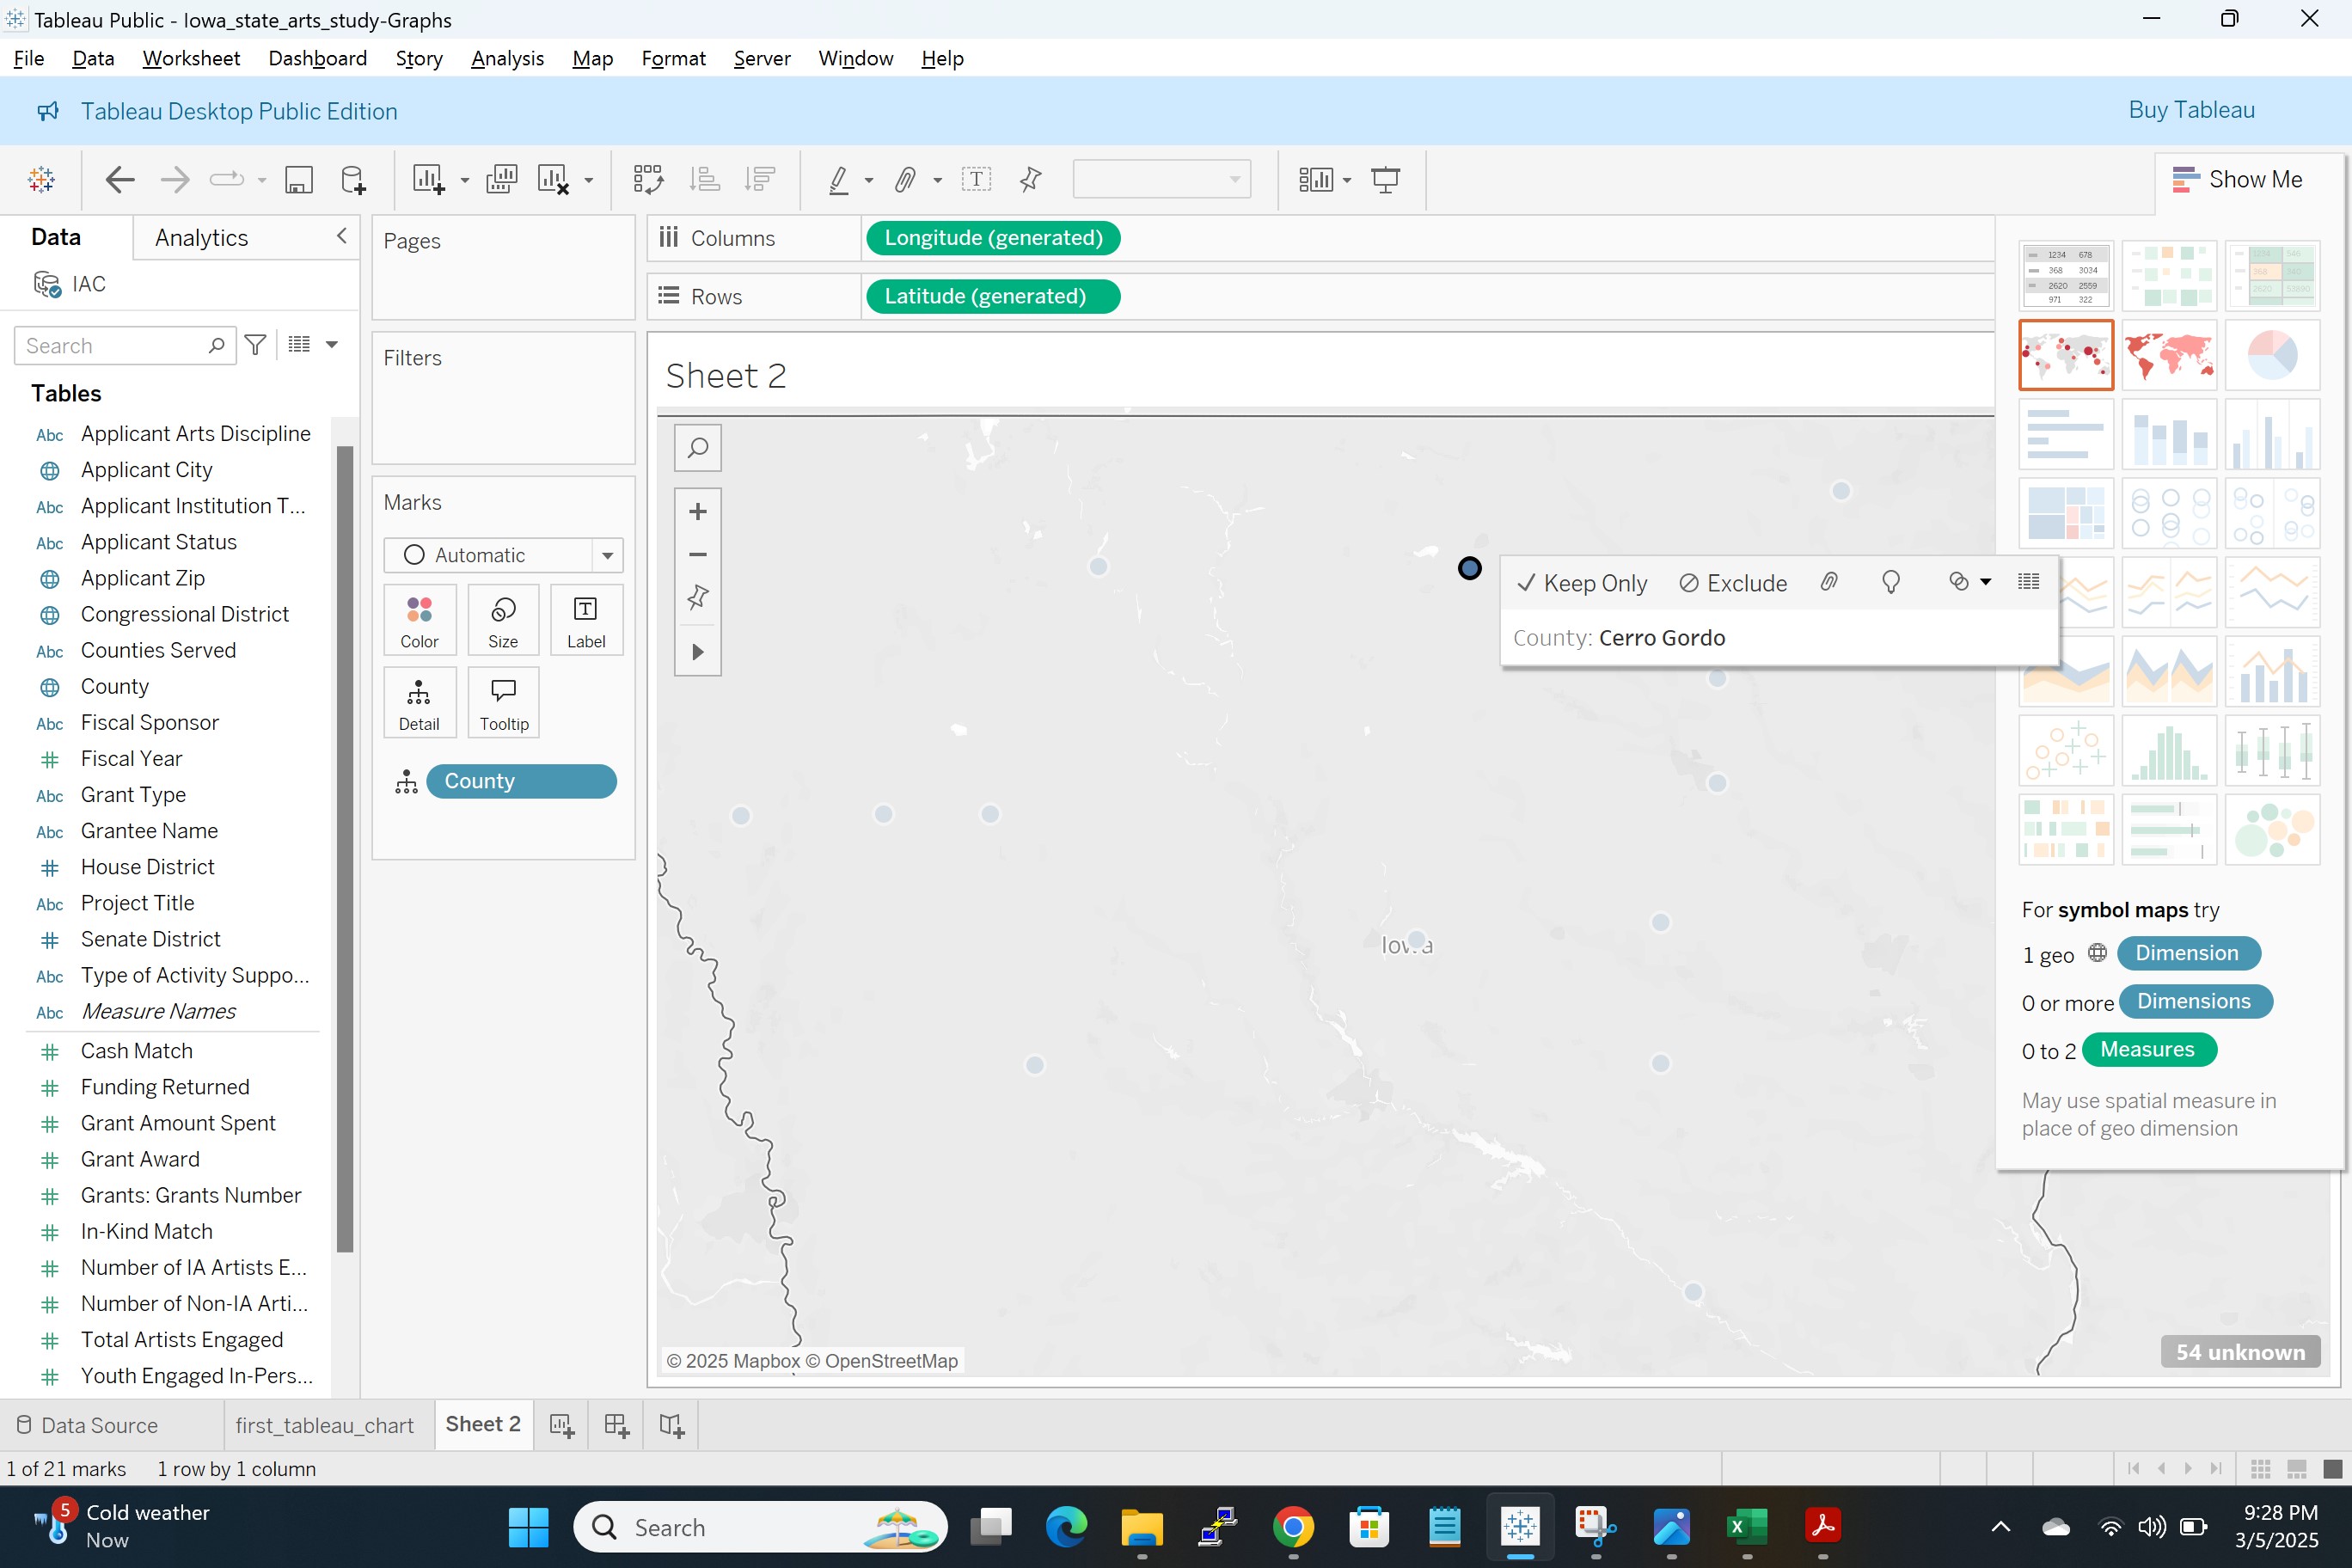 Tableau Public - Iowa_state_arts_study-Graphs
File Data Worksheet Dashboard Story Analysis Map Format Server Window Help
Tableau Desktop Public Edition
Buy Tableau
Show Me
Data
Analytics
IAC
Search
Tables
Abc Applicant Arts Discipline
Applicant City
Abc Applicant Institution T...
Abc Applicant Status
Applicant Zip
Congressional District
Abc Counties Served
County
Abc Fiscal Sponsor
Fiscal Year
Abc Grant Type
Abc Grantee Name
House District
Abc Project Title
Senate District
Abc Type of Activity Suppo...
Abc Measure Names
Cash Match
Funding Returned
Grant Amount Spent
Grant Award
Grants: Grants Number
In-Kind Match
Number of IA Artists E...
Number of Non-IA Arti...
Total Artists Engaged
Youth Engaged In-Pers...
Pages
Filters
Marks
Automatic
Color
Size
Label
Detail
Tooltip
County
Columns
Longitude (generated)
Rows
Latitude (generated)
Sheet 2
Keep Only
Exclude
County: Cerro Gordo
© 2025 Mapbox © OpenStreetMap
54 unknown
1234 678
368 3034
2620 2559
971 322
For symbol maps try
1 geo Dimension
0 or more Dimensions
0 to 2 Measures
May use spatial measure in
place of geo dimension
Data Source
first_tableau_chart
Sheet 2
1 of 21 marks
1 row by 1 column
5
Cold weather
Now
Search
9:28 PM
3/5/2025